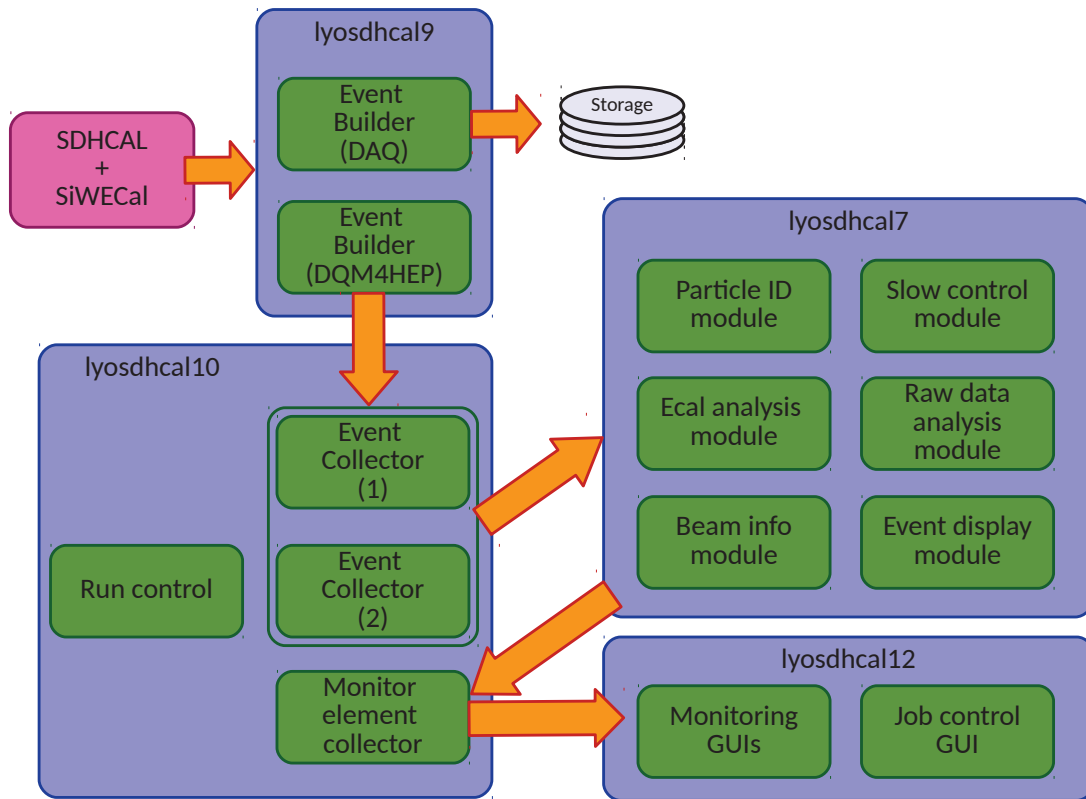 lyosdhcal9
Event
Builder
(DAQ)
Storage
SDHCAL
+
SiWECal
Event
Builder
(DQM4HEP)
lyosdhcal7
Particle ID
module
Slow control
module
Ecal analysis
module
Raw data
analysis
module
Beam info
module
Event display
module
lyosdhcal10
Event
Collector
(1)
Run control
Event
Collector
(2)
Monitor
element
collector
lyosdhcal12
Monitoring
GUIs
Job control
GUI